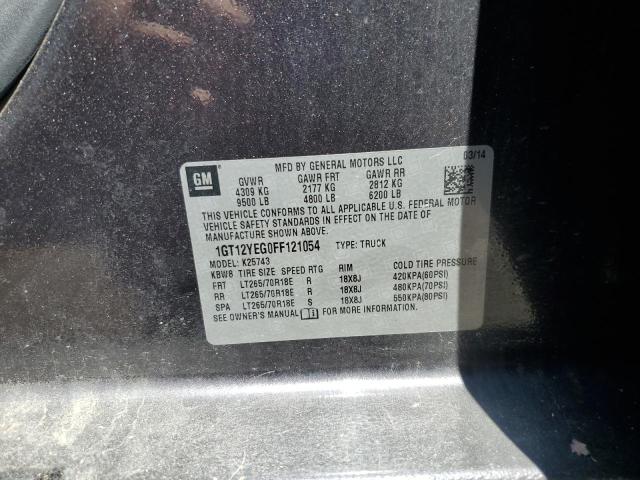 GM
MFD BY GENERAL MOTORS LLC 03/14
GVWR GAWR FRT GAWR RR
4309 KG 2177 KG 2812 KG
9500 LB 4800 LB 6200 LB
THIS VEHICLE CONFORMS TO ALL APPLICABLE U.S. FEDERAL MOTOR
VEHICLE SAFETY STANDARDS IN EFFECT ON THE DATE OF
MANUFACTURE SHOWN ABOVE.
1GT12YEG0FF121054 TYPE: TRUCK
MODEL: K25743
KBW8 TIRE SIZE SPEED RTG RIM COLD TIRE PRESSURE
FRT LT265/70R18E R 18X8J 420KPA(60PSI)
RR LT265/70R18E R 18X8J 480KPA(70PSI)
SPA LT265/70R18E S 18X8J 550KPA(80PSI)
SEE OWNER'S MANUAL FOR MORE INFORMATION.